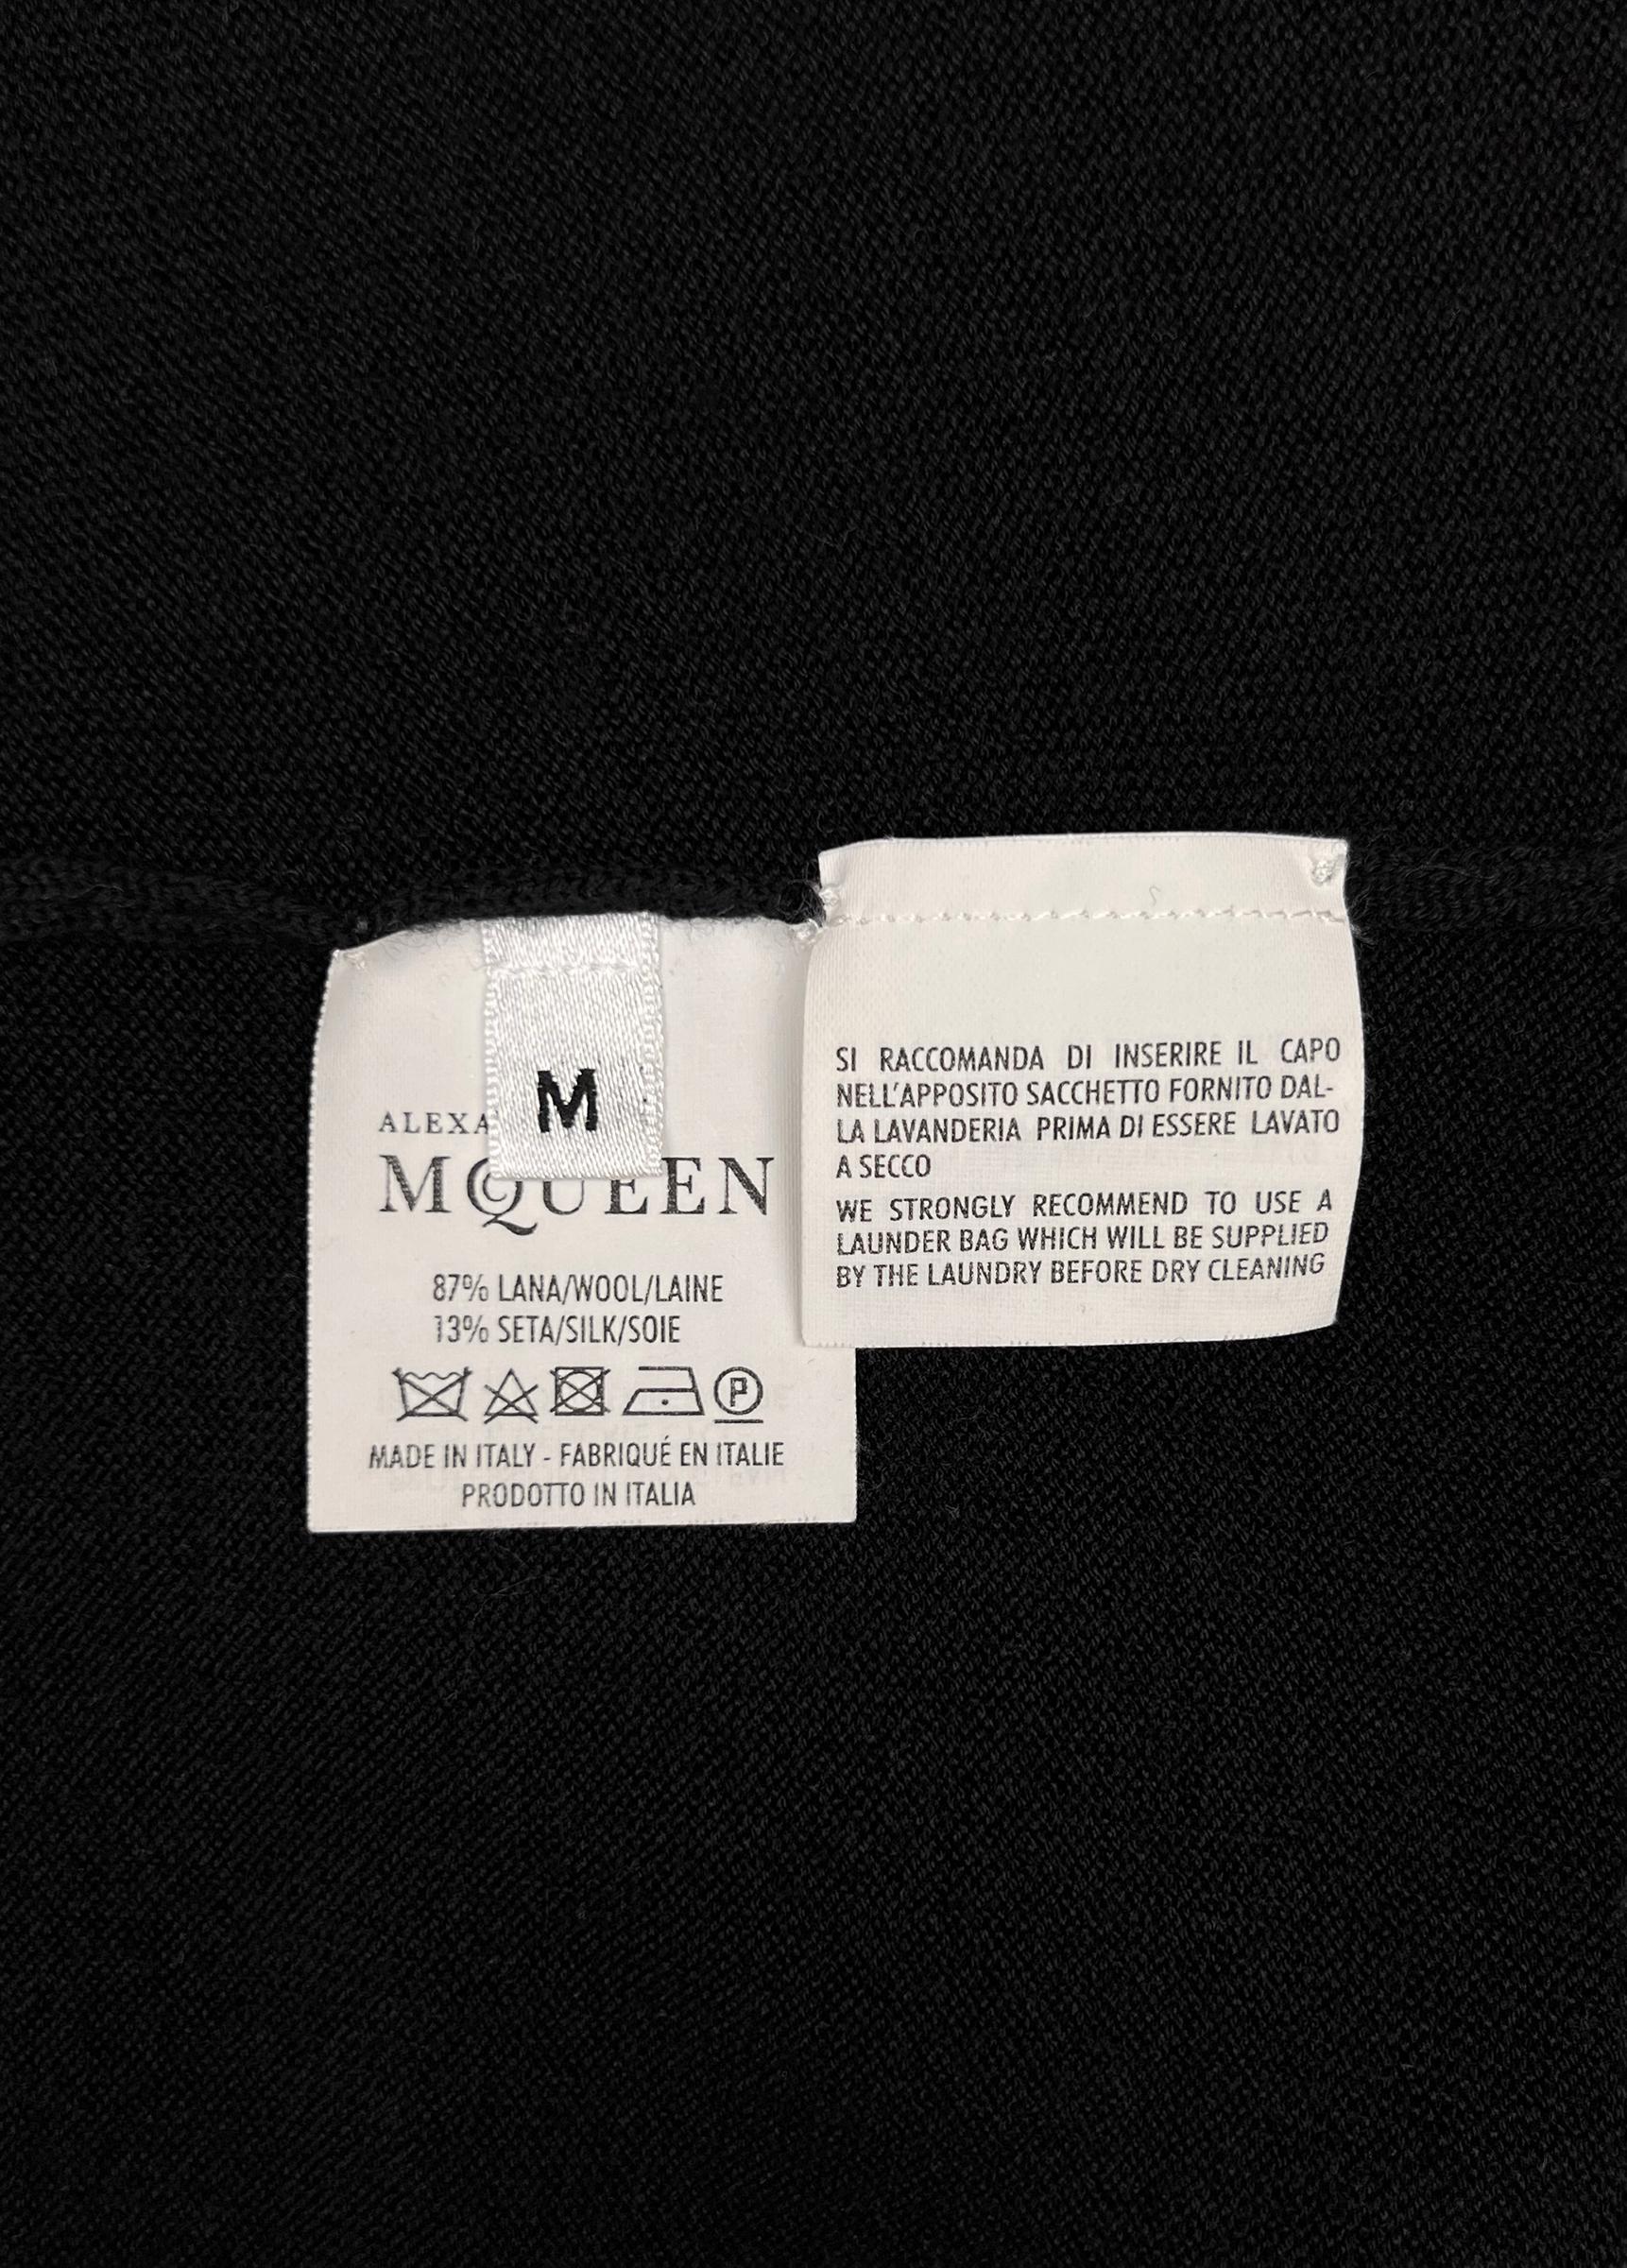 M
ALEXA
MCQUEEN
87% LANA/WOOL/LAINE
13% SETA/SILK/SOIE
P
MADE IN ITALY - FABRIQUÉ EN ITALIE
PRODOTTO IN ITALIA
SI RACCOMANDA DI INSERIRE IL CAPO
NELL'APPOSITO SACCHETTO FORNITO DAL-
LA LAVANDERIA PRIMA DI ESSERE LAVATO
A SECCO
WE STRONGLY RECOMMEND TO USE A
LAUNDER BAG WHICH WILL BE SUPPLIED
BY THE LAUNDRY BEFORE DRY CLEANING